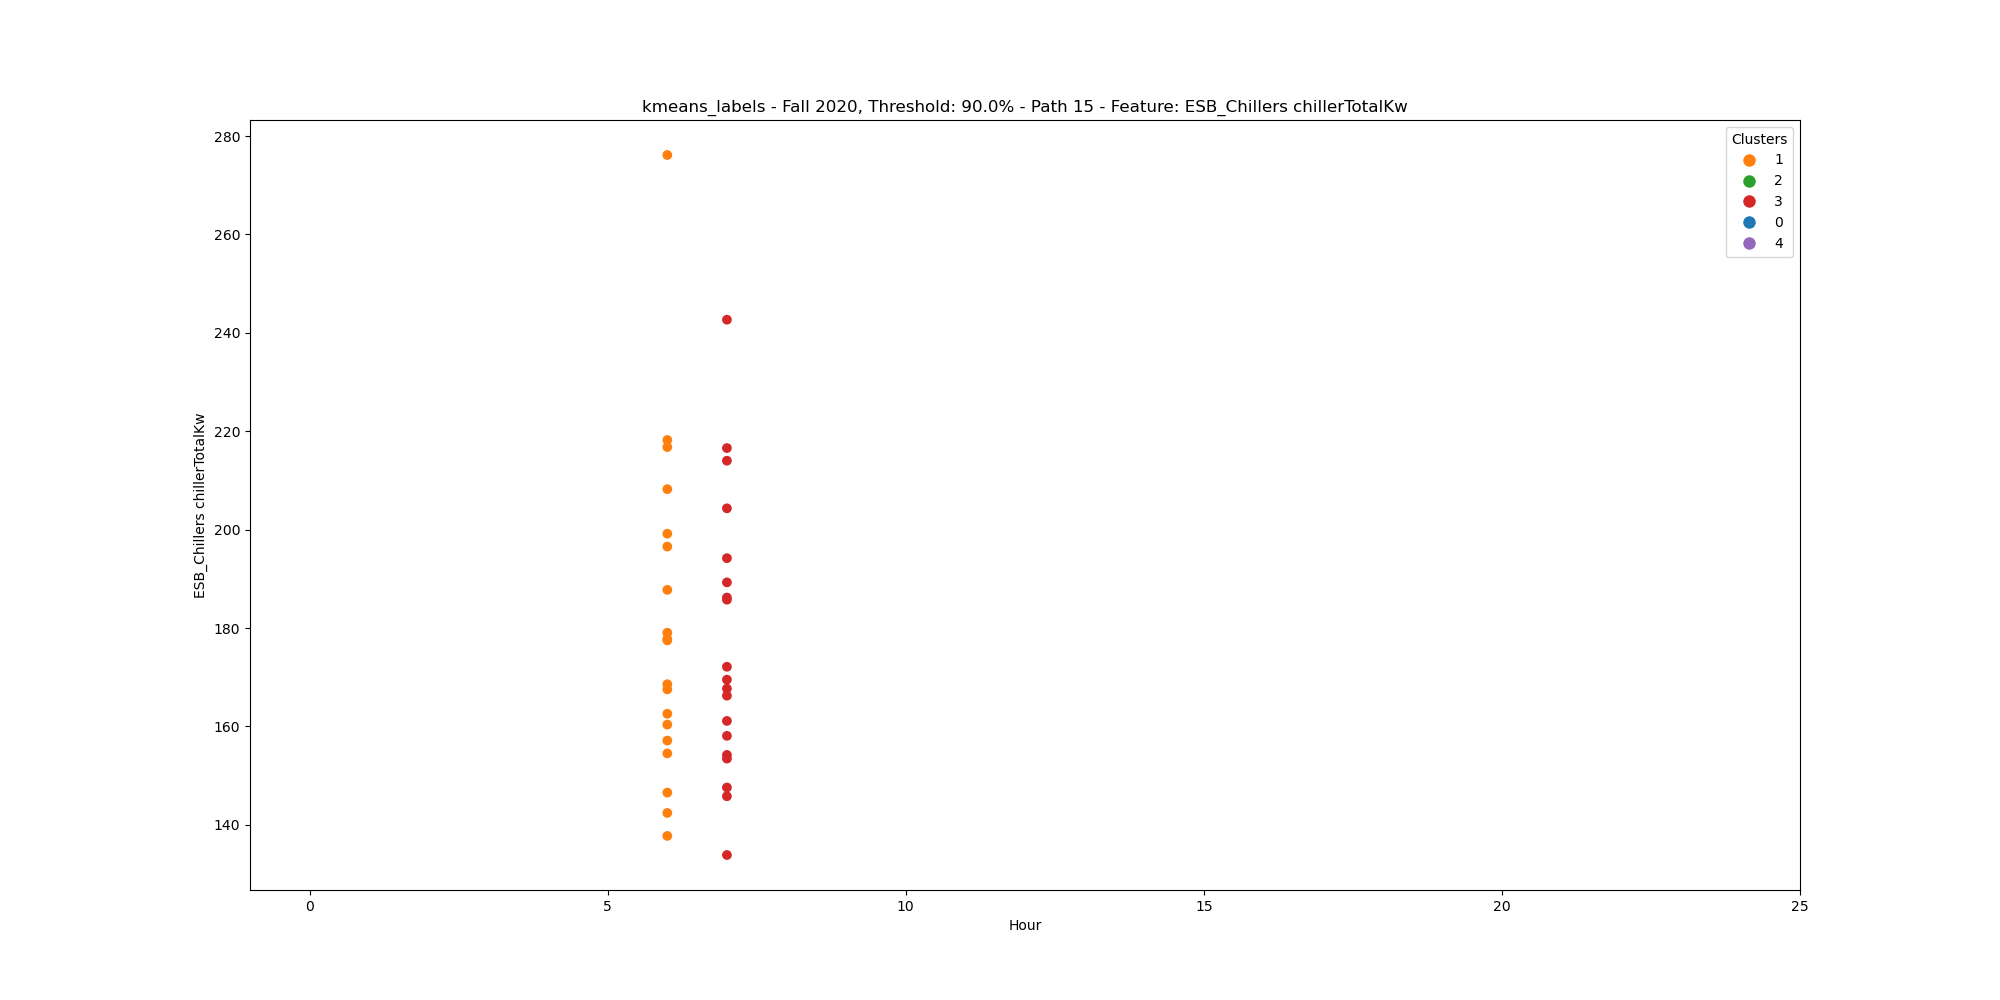 kmeans_labels - Fall 2020, Threshold: 90.0% - Path 15 - Feature: ESB_Chillers chillerTotalKw
280
260
240
220
200
180
160
140
ESB_Chillers chillerTotalKw
Clusters
1
2
3
0
4
0 5 10 15 20 25
Hour